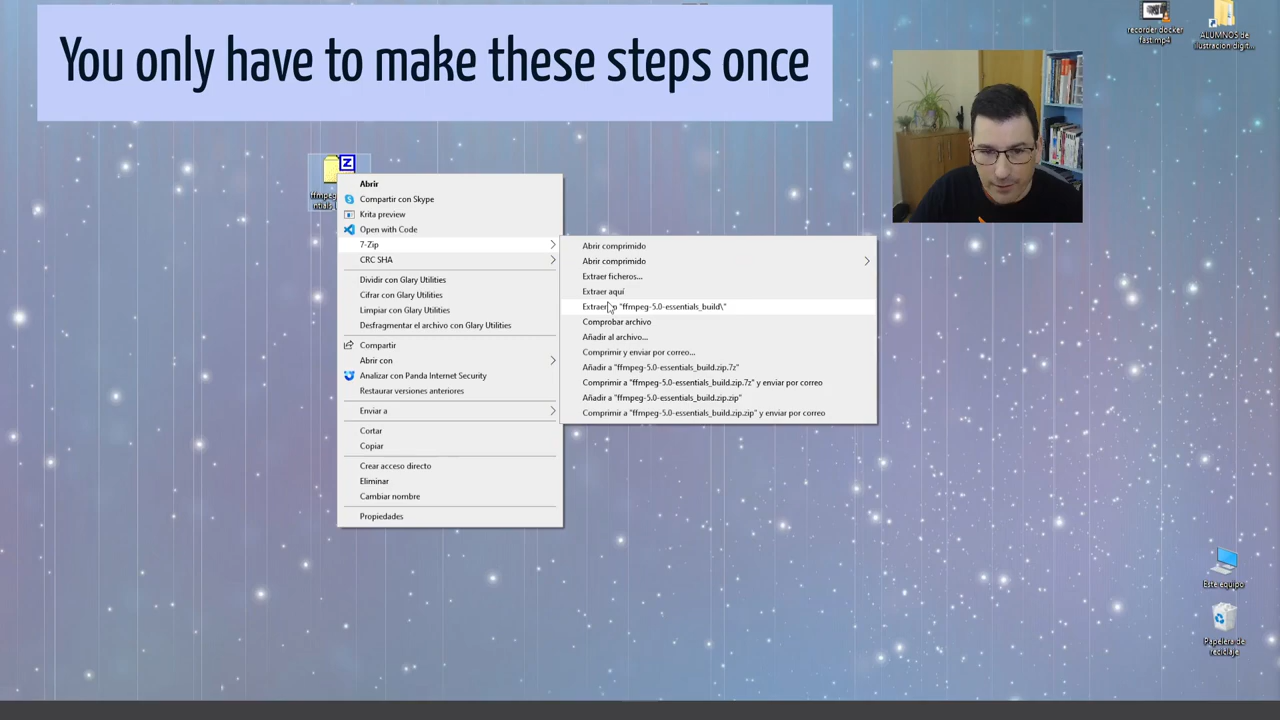 You only have to make these steps once
recorder docker
fast.mp4
ALUMNOS de
ilustracion digit...
Z
Abrir
Compartir con Skype
Krita preview
Open with Code
7-Zip
CRC SHA
Dividir con Glary Utilities
Cifrar con Glary Utilities
Limpiar con Glary Utilities
Desfragmentar el archivo con Glary Utilities
Compartir
Abrir con
Analizar con Panda Internet Security
Restaurar versiones anteriores
Enviar a
Cortar
Copiar
Crear acceso directo
Eliminar
Cambiar nombre
Propiedades
Abrir comprimido
Abrir comprimido
Extraer ficheros...
Extraer aquí
"ffmpeg-5.0-essentials_build\"
Comprobar archivo
Añadir al archivo...
Comprimir y enviar por correo...
Añadir a "ffmpeg-5.0-essentials_build.zip.7z"
Comprimir a "ffmpeg-5.0-essentials_build.zip.7z" y enviar por correo
Añadir a "ffmpeg-5.0-essentials_build.zip.zip"
Comprimir a "ffmpeg-5.0-essentials_build.zip.zip" y enviar por correo
Este equipo
Papelera de
reciclaje